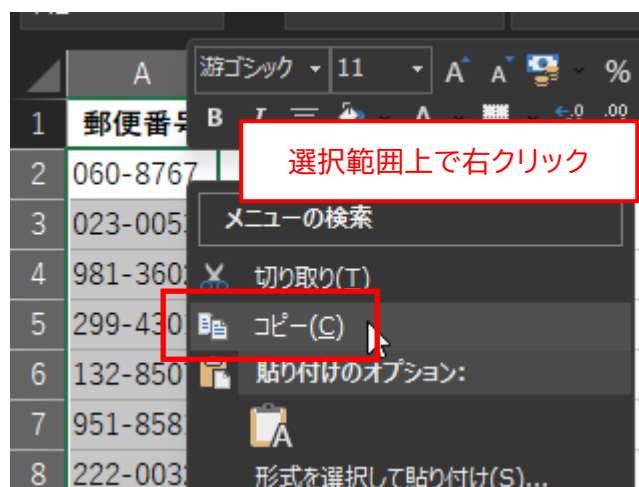 A
游ゴシック 11 A A %
1 郵便番号 B I A .0 .00
選択範囲上で右クリック
2 060-8767
メニューの検索
3 023-005
4 981-360 切り取り(T)
5 299-430 コピー(C)
6 132-850 貼り付けのオプション:
7 951-858
A
8 222-003 形式を選択して貼り付け(S)...